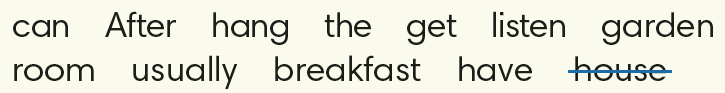 can After hang the get listen garden
room usually breakfast have house